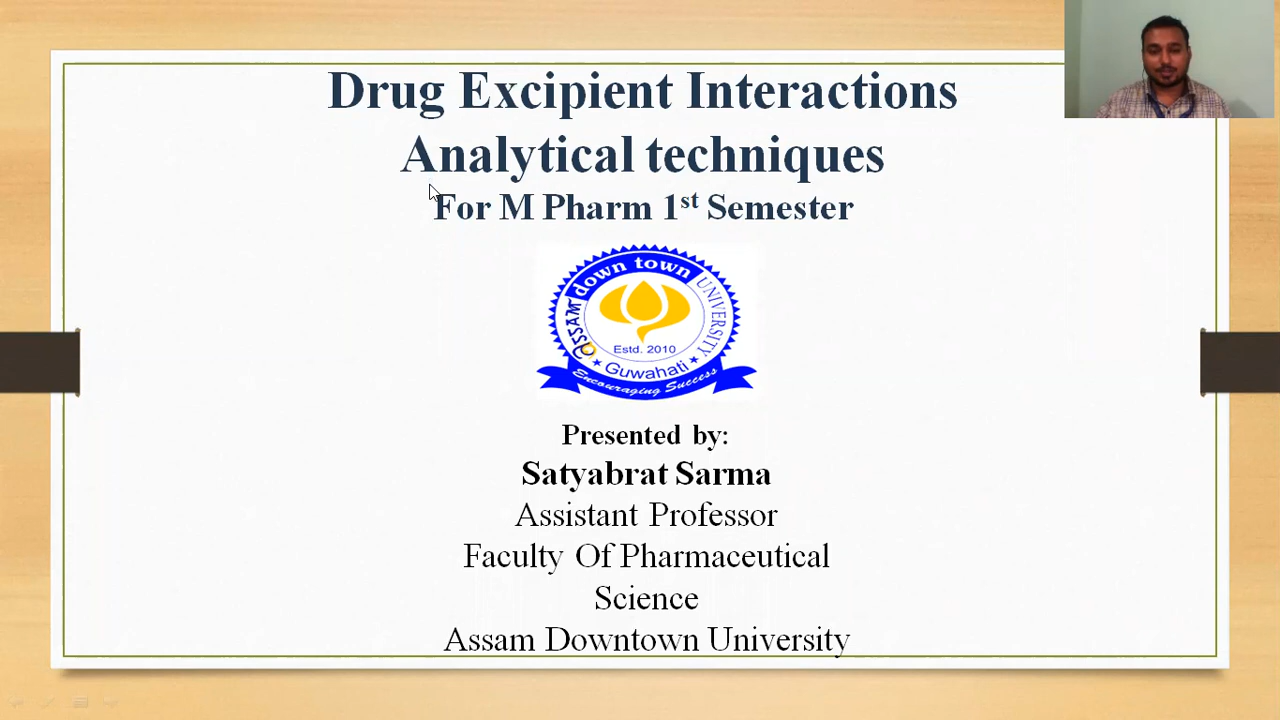 Drug Excipient Interactions
Analytical techniques
For M Pharm 1st Semester
assam down town UNIVERSITY
Estd. 2010
Guwahati
Encouraging Success
Presented by:
Satyabrat Sarma
Assistant Professor
Faculty Of Pharmaceutical
Science
Assam Downtown University